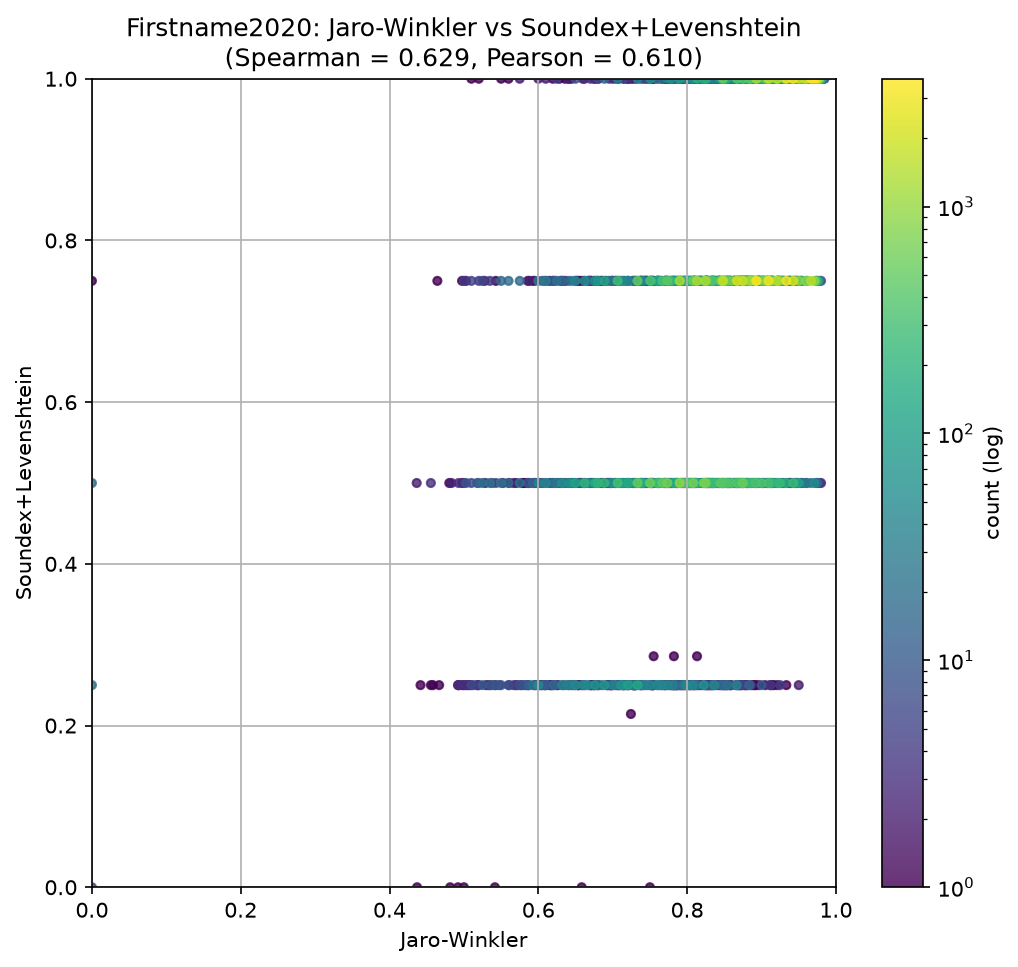 Firstname2020: Jaro-Winkler vs Soundex+Levenshtein
(Spearman = 0.629, Pearson = 0.610)
1.0
0.8
0.6
0.4
0.2
0.0
Soundex+Levenshtein
0.0 0.2 0.4 0.6 0.8 1.0
Jaro-Winkler
10³
10²
10¹
10⁰
count (log)